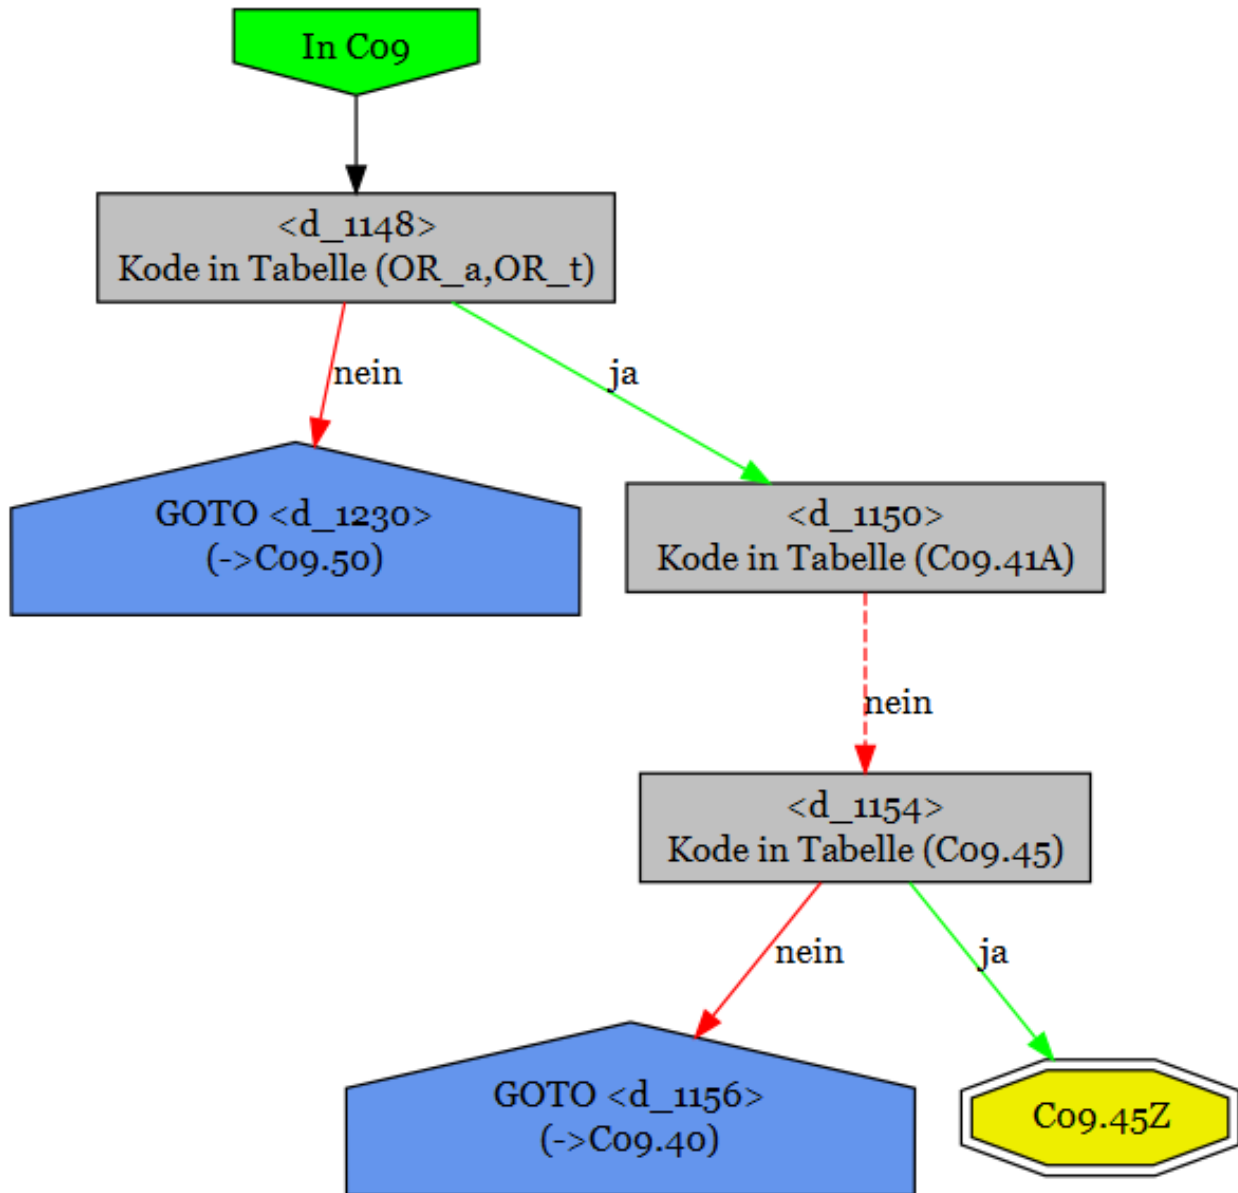 In C09
<d_1148>
Kode in Tabelle (OR_a,OR_t)
nein
ja
GOTO <d_1230>
(->C09.50)
<d_1150>
Kode in Tabelle (C09.41A)
nein
<d_1154>
Kode in Tabelle (C09.45)
nein
ja
GOTO <d_1156>
(->C09.40)
C09.45Z